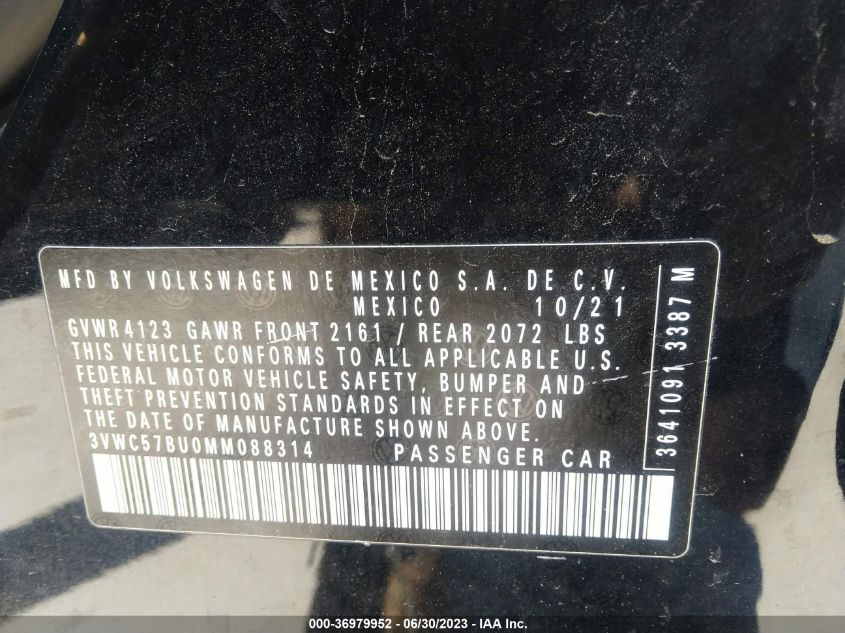 MFD BY VOLKSWAGEN DE MEXICO S.A. DE C.V.
MEXICO 10/21
GVWR 4123 GAWR FRONT 2161 / REAR 2072 LBS
THIS VEHICLE CONFORMS TO ALL APPLICABLE U.S.
FEDERAL MOTOR VEHICLE SAFETY, BUMPER AND
THEFT PREVENTION STANDARDS IN EFFECT ON
THE DATE OF MANUFACTURE SHOWN ABOVE.
3VWC57BU0MM088314 PASSENGER CAR
3641091 3387 M
000-36979952 - 06/30/2023 - IAA Inc.